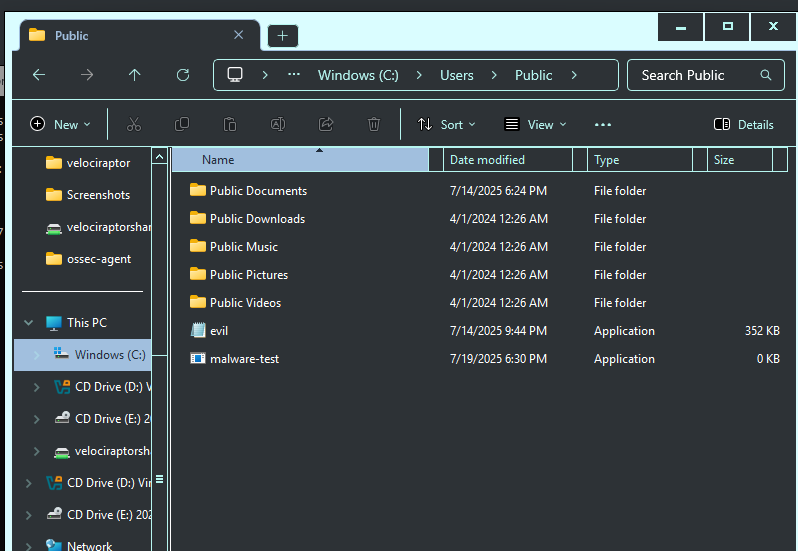 Public
Windows (C:) Users Public
Search Public
New Sort View Details
velociraptor
Screenshots
velociraptorshar
ossec-agent
This PC
Windows (C:)
CD Drive (D:) Vi
CD Drive (E:) 20
velociraptorsha
CD Drive (D:) Vir
CD Drive (E:) 202
Network
Name Date modified Type Size
Public Documents 7/14/2025 6:24 PM File folder
Public Downloads 4/1/2024 12:26 AM File folder
Public Music 4/1/2024 12:26 AM File folder
Public Pictures 4/1/2024 12:26 AM File folder
Public Videos 4/1/2024 12:26 AM File folder
evil 7/14/2025 9:44 PM Application 352 KB
malware-test 7/19/2025 6:30 PM Application 0 KB